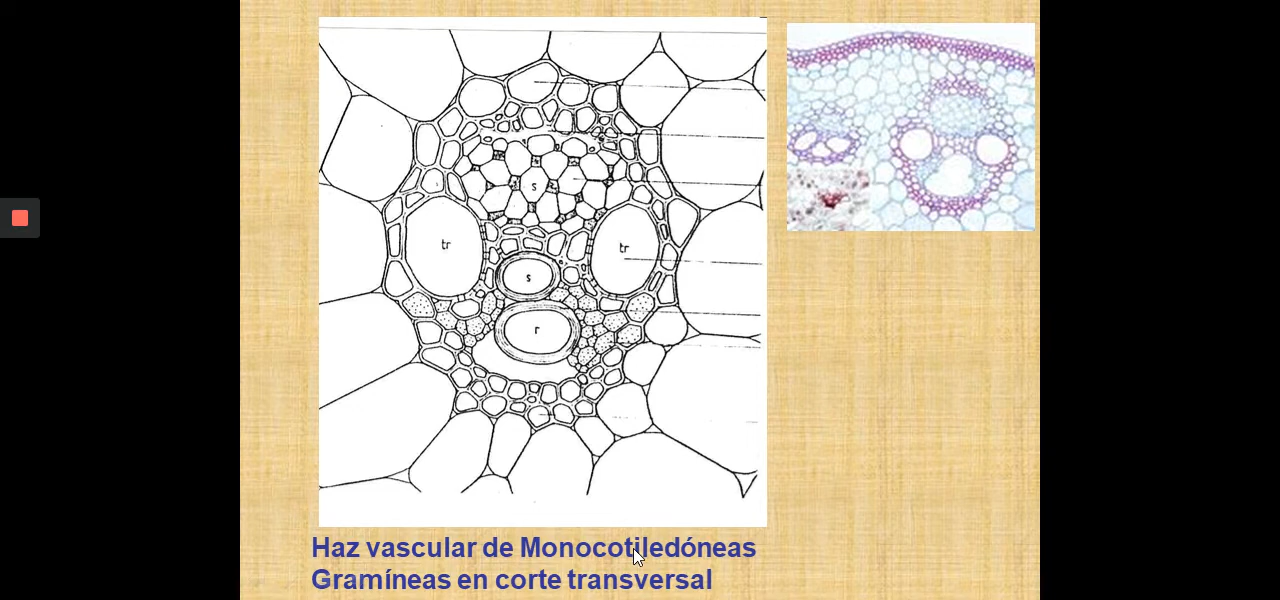 s
tr
tr
s
r
Haz vascular de Monocotiledóneas
Gramíneas en corte transversal